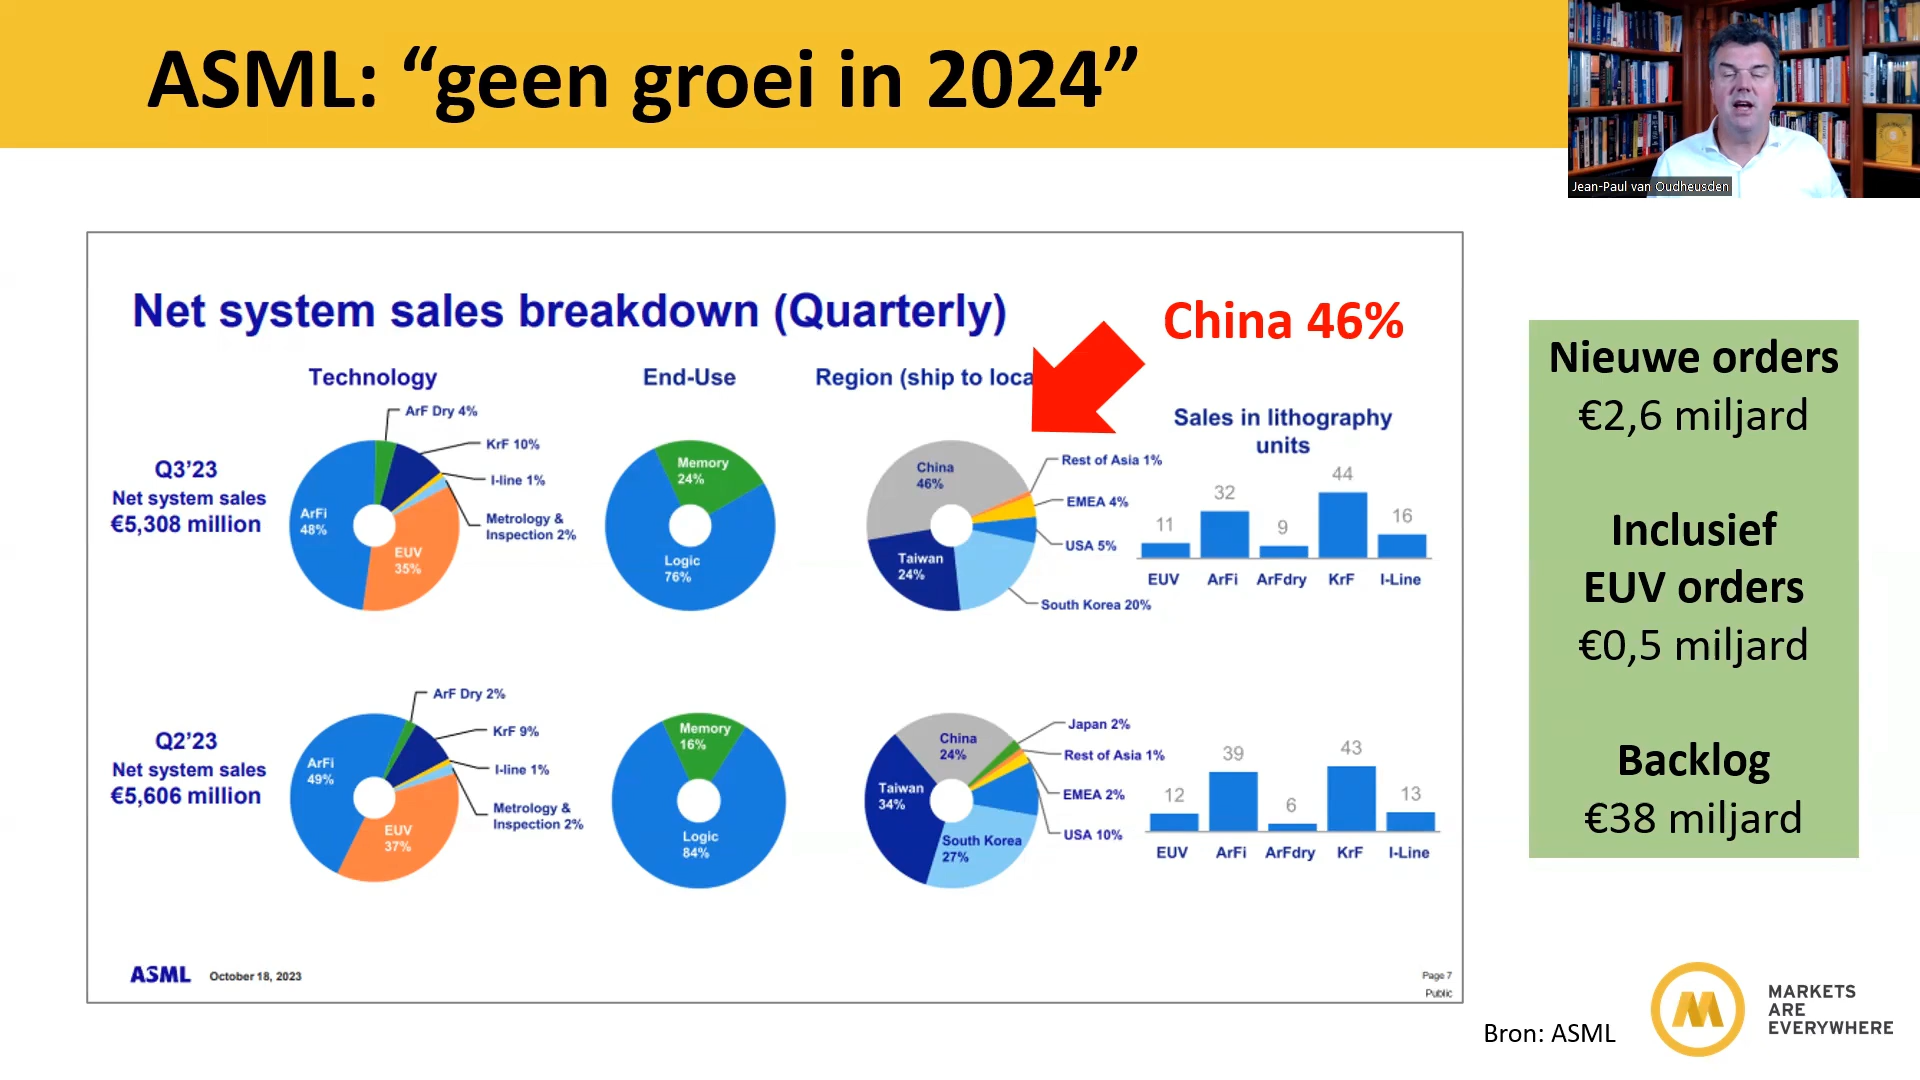 ASML: “geen groei in 2024”
Jean-Paul van Oudheusden
Net system sales breakdown (Quarterly)
China 46%
Technology
End-Use
Region (ship to loca
Sales in lithography
units
Q3’23
Net system sales
€5,308 million
ArF Dry 4%
KrF 10%
I-line 1%
Metrology &
Inspection 2%
ArFi
48%
EUV
35%
Memory
24%
Logic
76%
China
46%
Rest of Asia 1%
EMEA 4%
USA 5%
South Korea 20%
Taiwan
24%
11
32
9
44
16
EUV
ArFi
ArFdry
KrF
I-Line
Q2’23
Net system sales
€5,606 million
ArF Dry 2%
KrF 9%
I-line 1%
Metrology &
Inspection 2%
ArFi
49%
EUV
37%
Memory
16%
Logic
84%
China
24%
Japan 2%
Rest of Asia 1%
EMEA 2%
USA 10%
South Korea
27%
Taiwan
34%
12
39
6
43
13
EUV
ArFi
ArFdry
KrF
I-Line
ASML
October 18, 2023
Page 7
Public
Nieuwe orders
€2,6 miljard
Inclusief
EUV orders
€0,5 miljard
Backlog
€38 miljard
Bron: ASML
MARKETS
ARE
EVERYWHERE